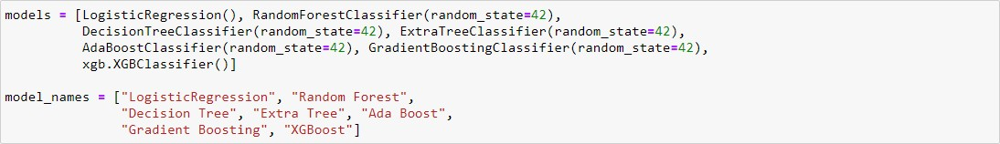 models = [LogisticRegression(), RandomForestClassifier(random_state=42),
          DecisionTreeClassifier(random_state=42), ExtraTreeClassifier(random_state=42),
          AdaBoostClassifier(random_state=42), GradientBoostingClassifier(random_state=42),
          xgb.XGBClassifier()]

model_names = ["LogisticRegression", "Random Forest",
               "Decision Tree", "Extra Tree", "Ada Boost",
               "Gradient Boosting", "XGBoost"]